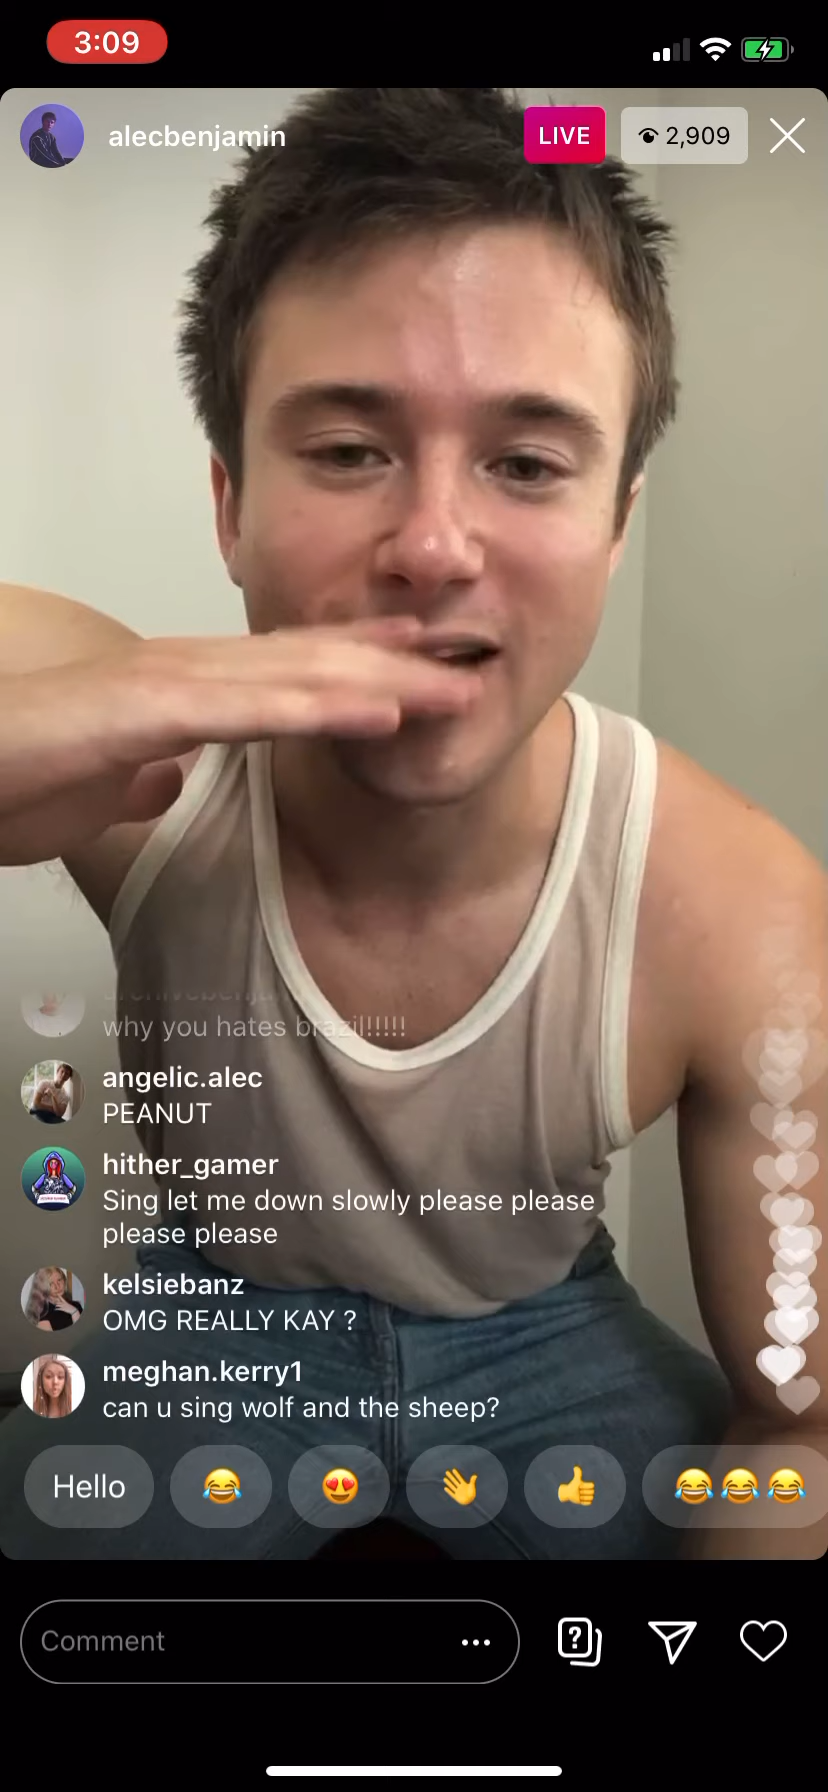 3:09
alecbenjamin
LIVE
2,909
why you hates brazil!!!!!
angelic.alec
PEANUT
hither_gamer
Sing let me down slowly please please
please please
kelsiebanz
OMG REALLY KAY ?
meghan.kerry1
can u sing wolf and the sheep?
Hello
Comment